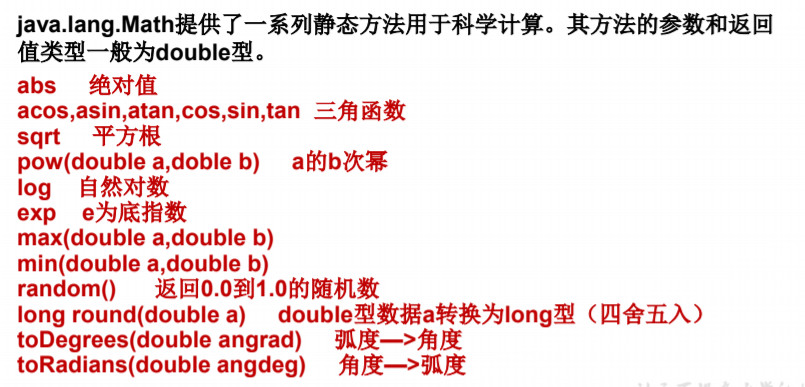 java.lang.Math提供了一系列静态方法用于科学计算。其方法的参数和返回
值类型一般为double型。
abs 绝对值
acos,asin,atan,cos,sin,tan 三角函数
sqrt 平方根
pow(double a,doble b) a的b次幂
log 自然对数
exp e为底指数
max(double a,double b)
min(double a,double b)
random() 返回0.0到1.0的随机数
long round(double a) double型数据a转换为long型（四舍五入）
toDegrees(double angrad) 弧度—>角度
toRadians(double angdeg) 角度—>弧度